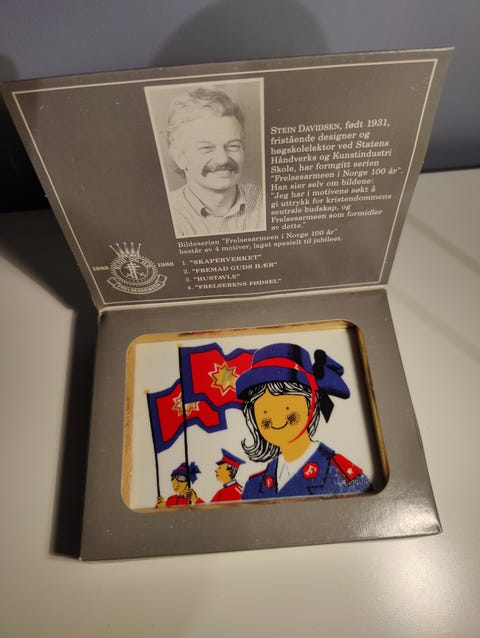 STEIN DAVIDSEN, født 1931,
fristående designer og
høgskolelektor ved Statens
Håndverks og Kunstindustri
Skole, har formgitt serien
"Frelsesarmeen i Norge 100 år".
Han sier selv om bildene:
"Jeg har i motivene søkt å
gi uttrykk for kristendommens
sentrale budskap, og
Frelsesarmeen som formidler
av dette."
Bildeserien "Frelsesarmeen i Norge 100 år"
består av 4 motiver, laget spesielt til jubileet.
1. "SKAPERVERKET"
2. "FREMAD GUDS HÆR"
3. "HUSTAVLE"
4. "FRELSERENS FØDSEL"
1888 1988
FRELSESARMEEN